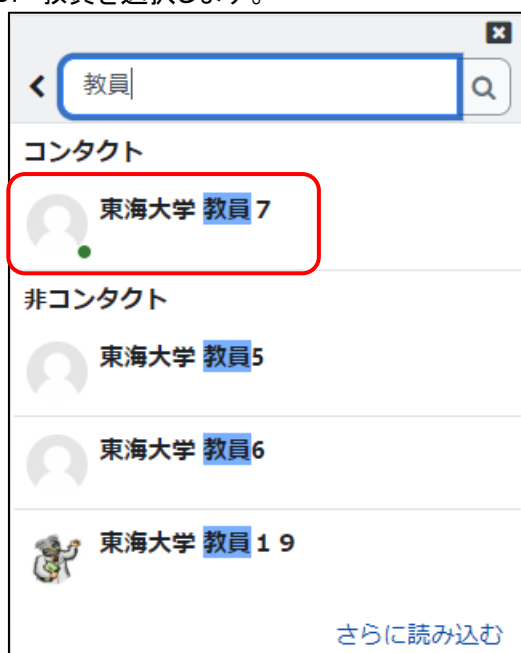 教員を選択します。
教員
コンタクト
東海大学 教員７
非コンタクト
東海大学 教員5
東海大学 教員6
東海大学 教員１９
さらに読み込む